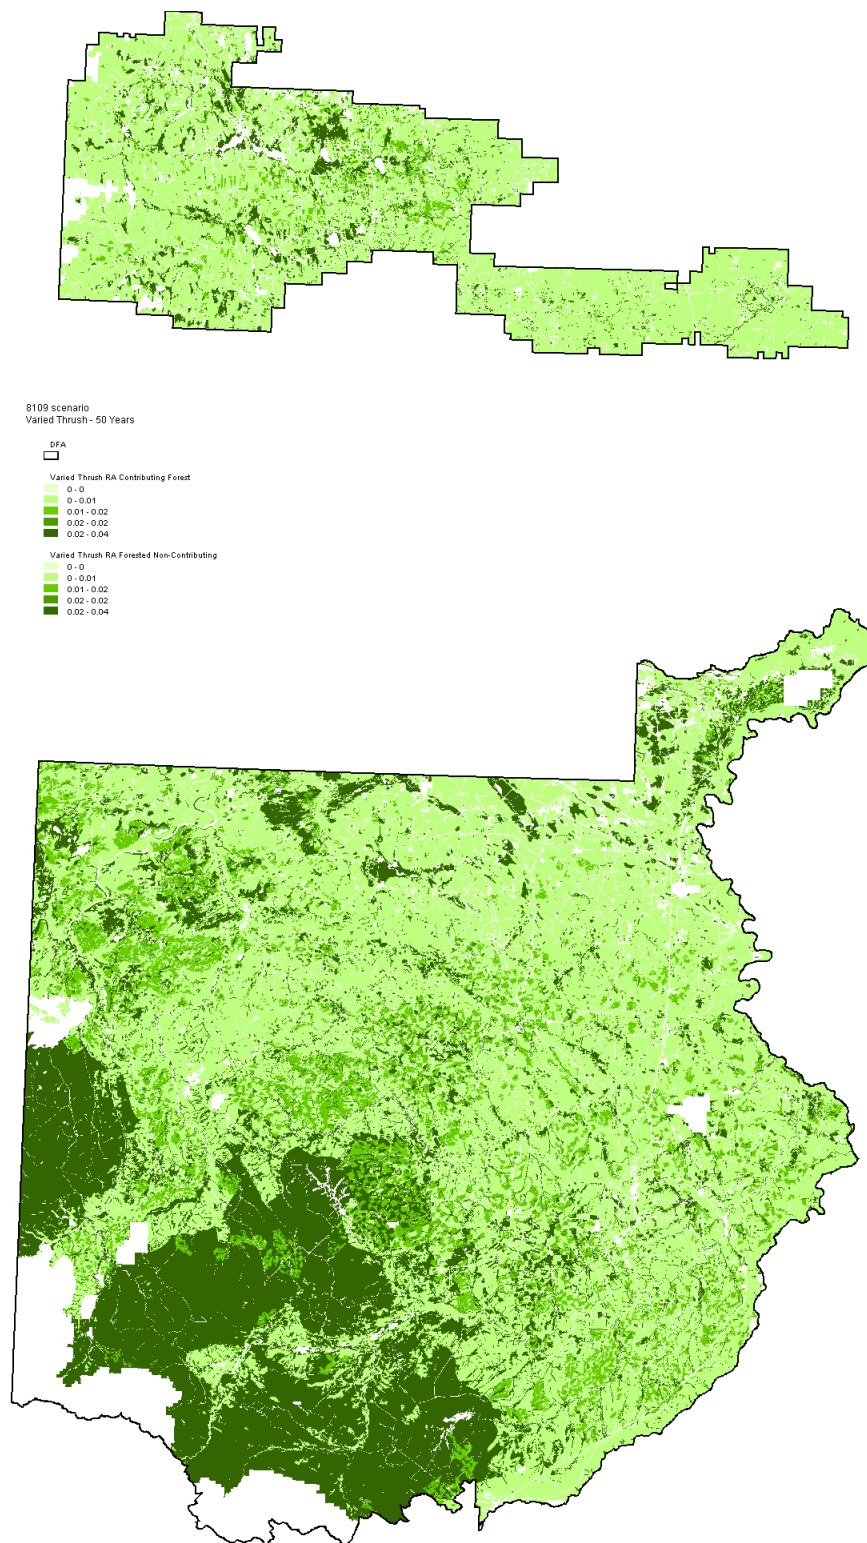 8109 scenario
Varied Thrush - 50 Years
DFA
Varied Thrush RA Contributing Forest
0 - 0
0 - 0.01
0.01 - 0.02
0.02 - 0.02
0.02 - 0.04
Varied Thrush RA Forested Non-Contributing
0 - 0
0 - 0.01
0.01 - 0.02
0.02 - 0.02
0.02 - 0.04